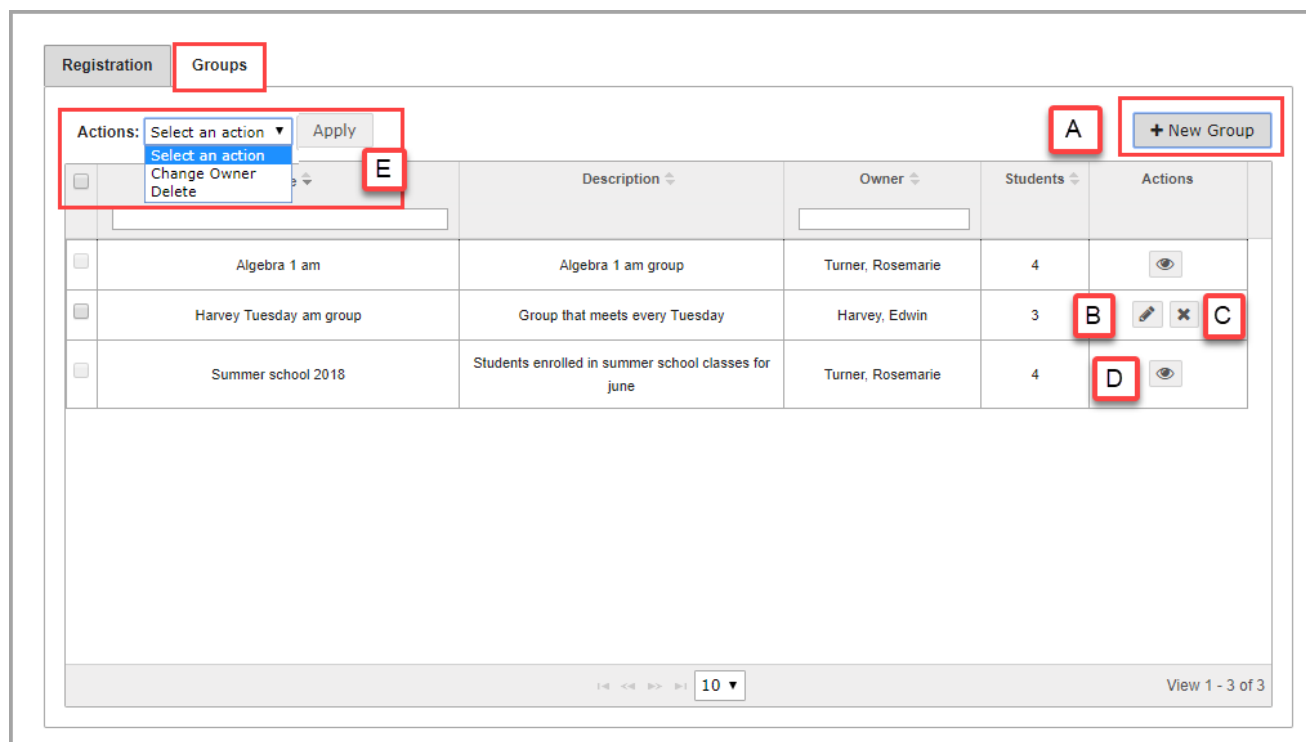 Registration Groups
Actions: Select an action Apply
A
+ New Group
Select an action
Change Owner
Delete
E
Description Owner Students Actions
Algebra 1 am Algebra 1 am group Turner, Rosemarie 4
Harvey Tuesday am group Group that meets every Tuesday Harvey, Edwin 3 B C
Summer school 2018 Students enrolled in summer school classes for
june Turner, Rosemarie 4 D
10 View 1 - 3 of 3